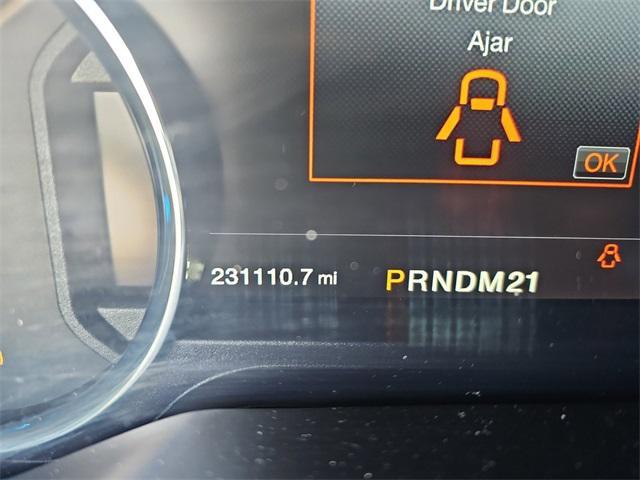 Driver Door
Ajar
OK
231110.7 mi
PRNDM21